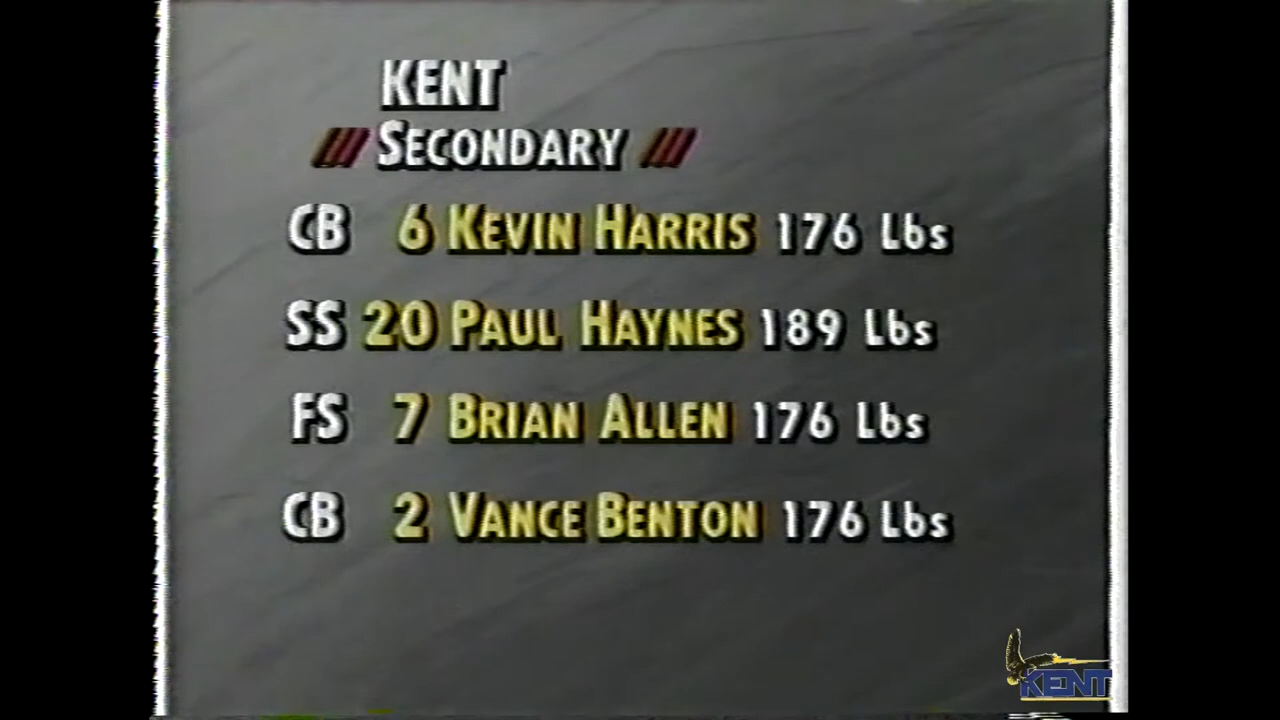 KENT
SECONDARY
CB 6 KEVIN HARRIS 176 Lbs
SS 20 PAUL HAYNES 189 Lbs
FS 7 BRIAN ALLEN 176 Lbs
CB 2 VANCE BENTON 176 Lbs
KENT